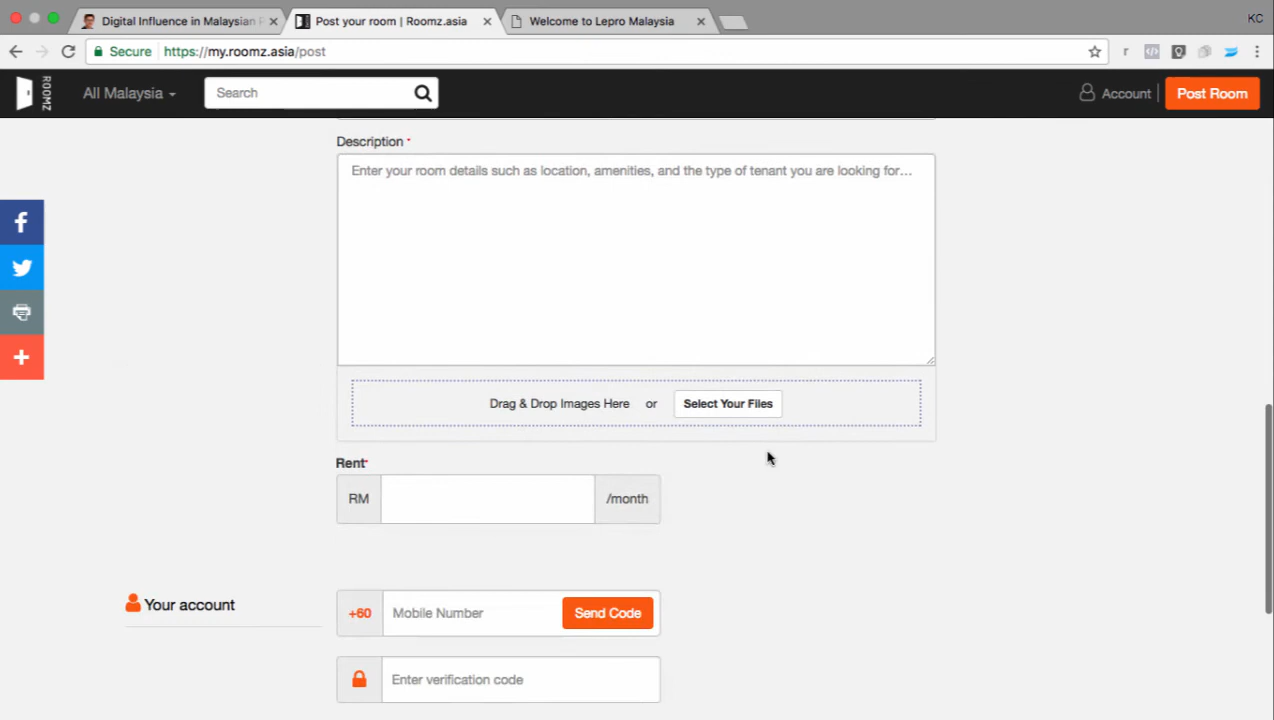 Digital Influence in Malaysian
Post your room | Roomz.asia
Welcome to Lepro Malaysia
KC
Secure
https://my.roomz.asia/post
r
ROOMZ
All Malaysia
Search
Account
Post Room
Description *
Enter your room details such as location, amenities, and the type of tenant you are looking for...
Drag & Drop Images Here or Select Your Files
Rent*
RM
/month
Your account
+60
Mobile Number
Send Code
Enter verification code